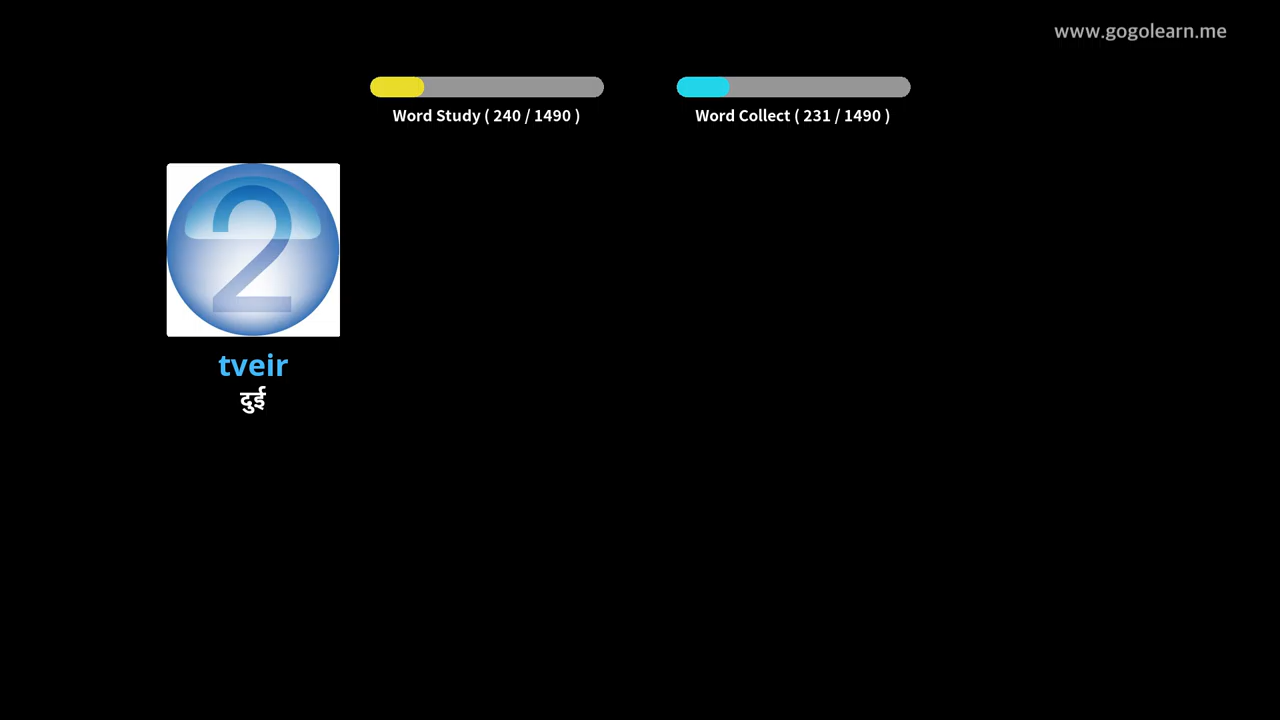 www.gogolearn.me
Word Study ( 240 / 1490 )
Word Collect ( 231 / 1490 )
2
tveir
दुई